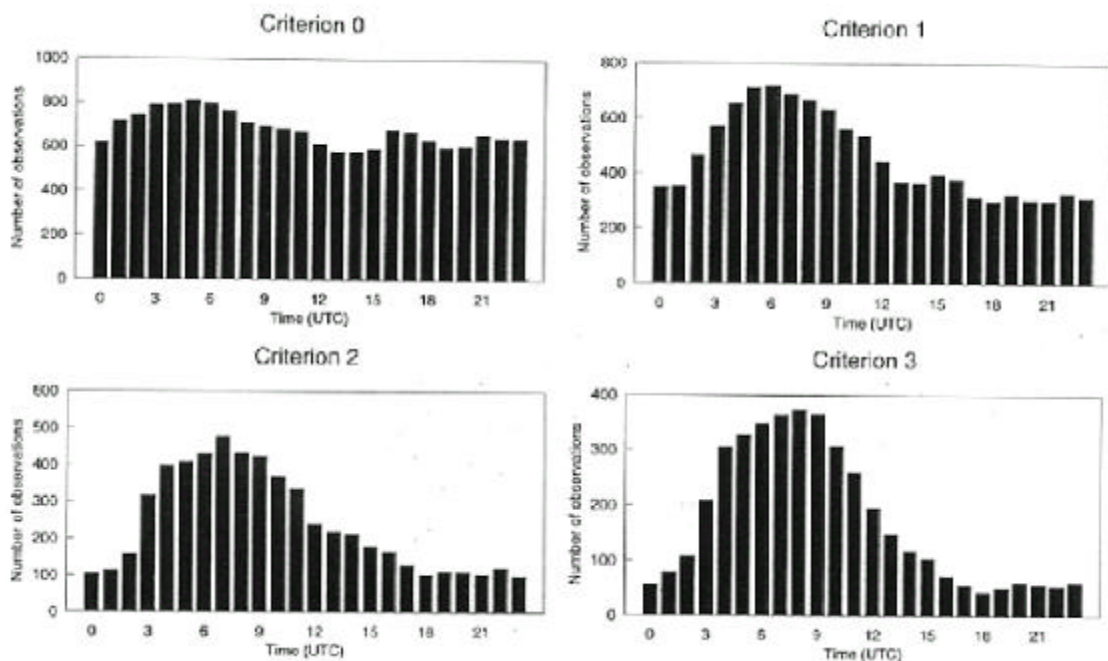 Criterion 0
Number of observations
1000
800
600
400
200
0
0 3 6 9 12 15 18 21
Time (UTC)
Criterion 1
Number of observations
800
600
400
200
0
0 3 6 9 12 15 18 21
Time (UTC)
Criterion 2
Number of observations
600
500
400
300
200
100
0
0 3 6 9 12 15 18 21
Time (UTC)
Criterion 3
Number of observations
400
300
200
100
0
0 3 6 9 12 15 18 21
Time (UTC)